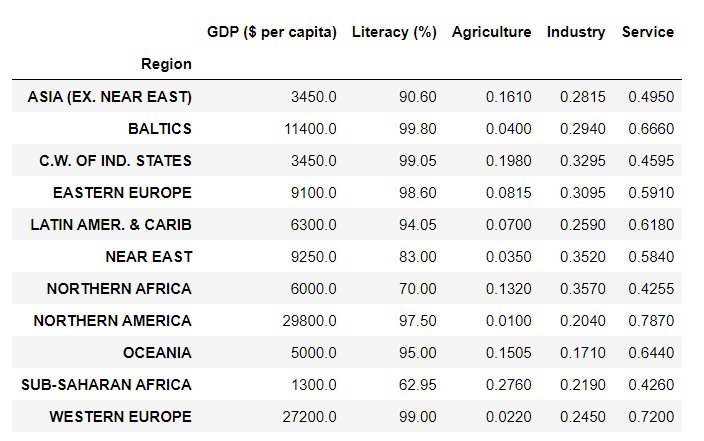 GDP ($ per capita) Literacy (%) Agriculture Industry Service
Region
ASIA (EX. NEAR EAST) 3450.0 90.60 0.1610 0.2815 0.4950
BALTICS 11400.0 99.80 0.0400 0.2940 0.6660
C.W. OF IND. STATES 3450.0 99.05 0.1980 0.3295 0.4595
EASTERN EUROPE 9100.0 98.60 0.0815 0.3095 0.5910
LATIN AMER. & CARIB 6300.0 94.05 0.0700 0.2590 0.6180
NEAR EAST 9250.0 83.00 0.0350 0.3520 0.5840
NORTHERN AFRICA 6000.0 70.00 0.1320 0.3570 0.4255
NORTHERN AMERICA 29800.0 97.50 0.0100 0.2040 0.7870
OCEANIA 5000.0 95.00 0.1505 0.1710 0.6440
SUB-SAHARAN AFRICA 1300.0 62.95 0.2760 0.2190 0.4260
WESTERN EUROPE 27200.0 99.00 0.0220 0.2450 0.7200